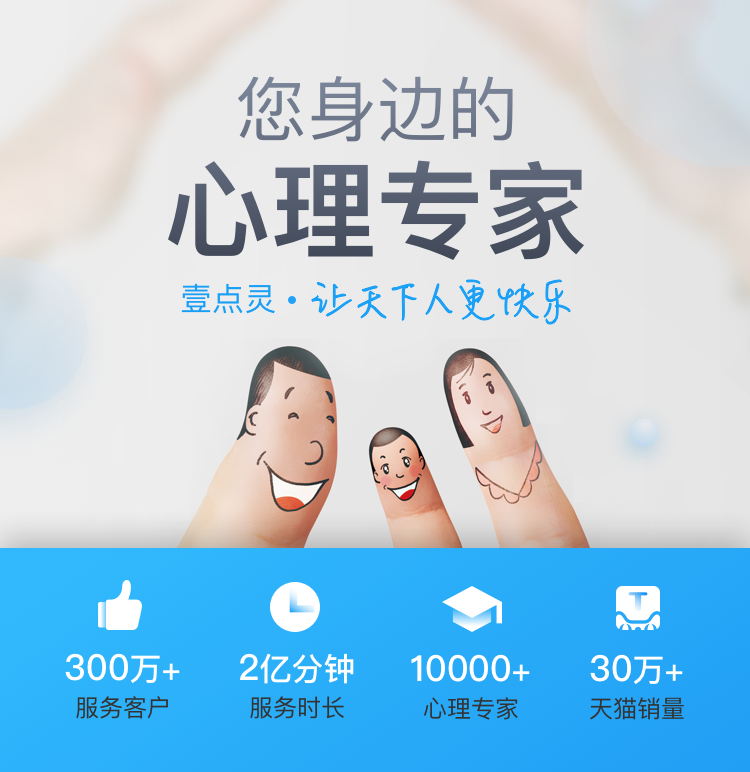 您身边的
心理专家
壹点灵·让天下人更快乐
300万+ 2亿分钟 10000+ 30万+
服务客户 服务时长 心理专家 天猫销量